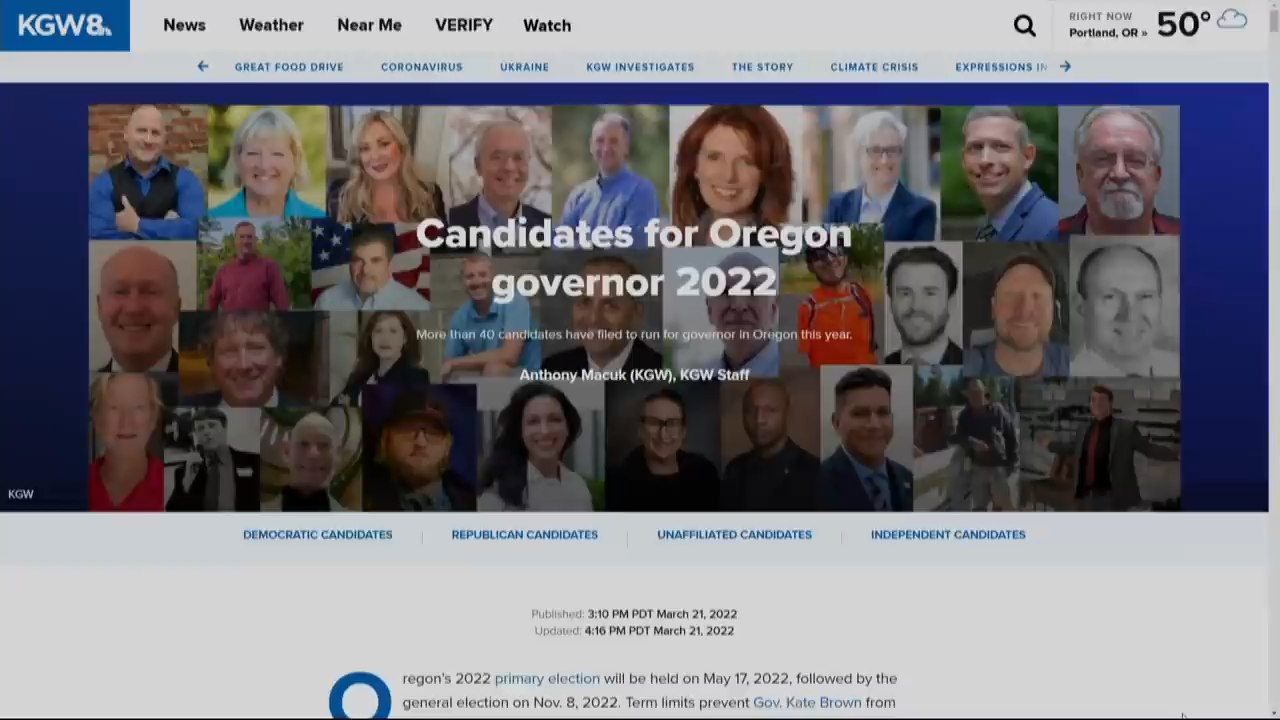 KGW8
News
Weather
Near Me
VERIFY
Watch
RIGHT NOW
Portland, OR »
50°
GREAT FOOD DRIVE
CORONAVIRUS
UKRAINE
KGW INVESTIGATES
THE STORY
CLIMATE CRISIS
EXPRESSIONS IN
Candidates for Oregon
governor 2022
More than 40 candidates have filed to run for governor in Oregon this year.
Anthony Macuk (KGW), KGW Staff
KGW
DEMOCRATIC CANDIDATES
REPUBLICAN CANDIDATES
UNAFFILIATED CANDIDATES
INDEPENDENT CANDIDATES
Published: 3:10 PM PDT March 21, 2022
Updated: 4:16 PM PDT March 21, 2022
Oregon's 2022 primary election will be held on May 17, 2022, followed by the
general election on Nov. 8, 2022. Term limits prevent Gov. Kate Brown from